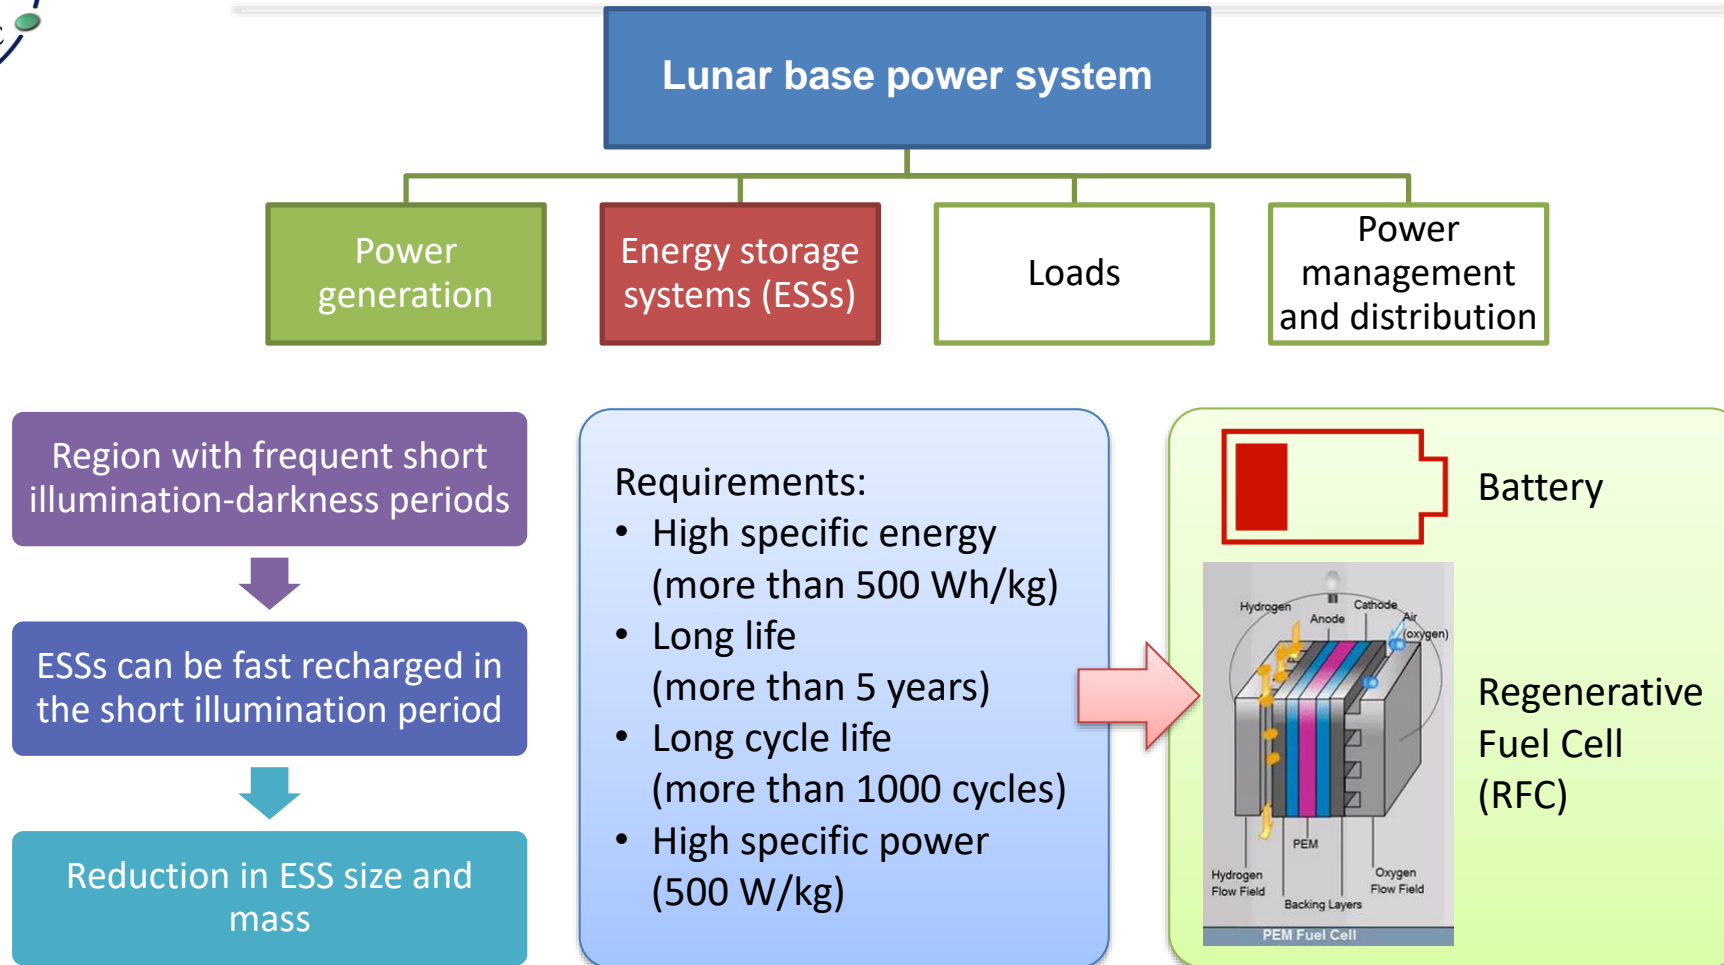 Lunar base power system
Power
generation
Energy storage
systems (ESSs)
Loads
Power
management
and distribution
Region with frequent short
illumination-darkness periods
ESSs can be fast recharged in
the short illumination period
Reduction in ESS size and
mass
Requirements:
• High specific energy
(more than 500 Wh/kg)
• Long life
(more than 5 years)
• Long cycle life
(more than 1000 cycles)
• High specific power
(500 W/kg)
Battery
Hydrogen
Anode
Cathode
Air
(oxygen)
PEM
Hydrogen
Flow Field
Backing Layers
Oxygen
Flow Field
PEM Fuel Cell
Regenerative
Fuel Cell
(RFC)